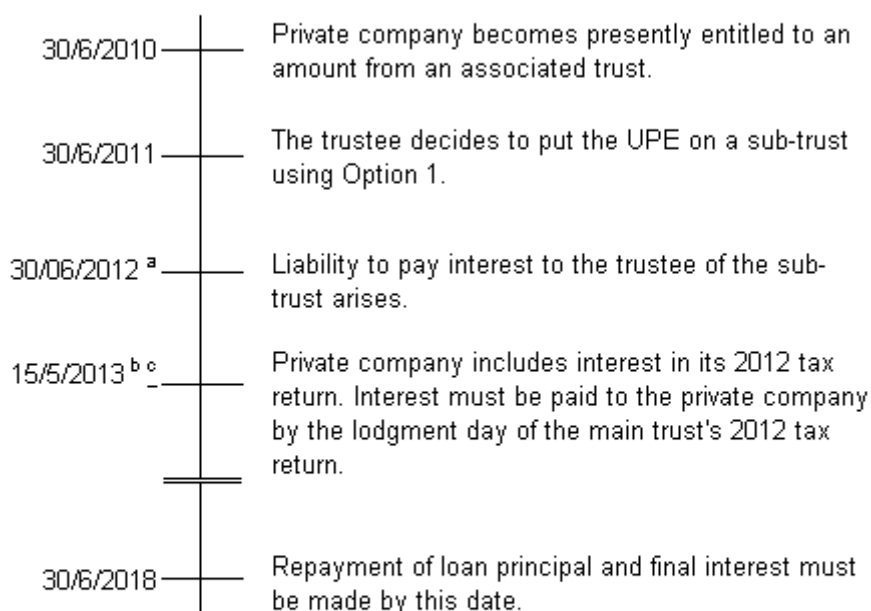 30/6/2010 Private company becomes presently entitled to an
amount from an associated trust.
30/6/2011 The trustee decides to put the UPE on a sub-trust
using Option 1.
30/06/2012 a Liability to pay interest to the trustee of the sub-
trust arises.
15/5/2013 b c Private company includes interest in its 2012 tax
return. Interest must be paid to the private company
by the lodgment day of the main trust's 2012 tax
return.
30/6/2018 Repayment of loan principal and final interest must
be made by this date.